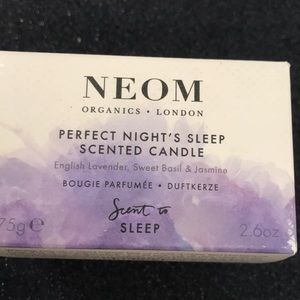 NEOM
ORGANICS • LONDON
PERFECT NIGHT'S SLEEP
SCENTED CANDLE
English Lavender, Sweet Basil & Jasmine
BOUGIE PARFUMÉE • DUFTKERZE
Scent to
SLEEP
75g ℮
2.6oz